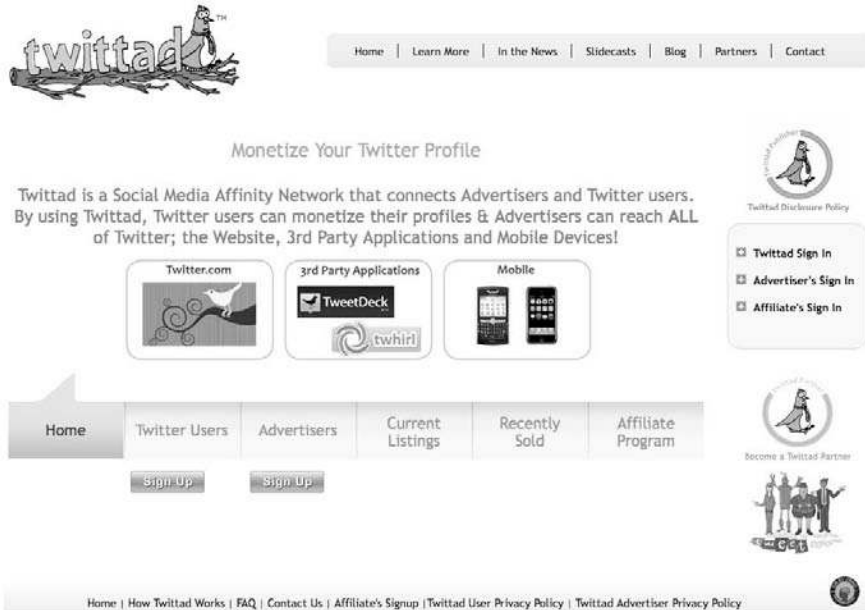 twittad TM
Home | Learn More | In the News | Slidecasts | Blog | Partners | Contact
Monetize Your Twitter Profile
Twittad is a Social Media Affinity Network that connects Advertisers and Twitter users.
By using Twittad, Twitter users can monetize their profiles & Advertisers can reach ALL
of Twitter; the Website, 3rd Party Applications and Mobile Devices!
Twitter.com
3rd Party Applications
TweetDeck
twhirl
Mobile
Twittad Publisher
Twittad Disclosure Policy
Twittad Sign In
Advertiser's Sign In
Affiliate's Sign In
Home
Twitter Users
Advertisers
Current
Listings
Recently
Sold
Affiliate
Program
Sign Up
Sign Up
Twittad Partner
Become a Twittad Partner
Get
Home | How Twittad Works | FAQ | Contact Us | Affiliate's Signup |Twittad User Privacy Policy | Twittad Advertiser Privacy Policy